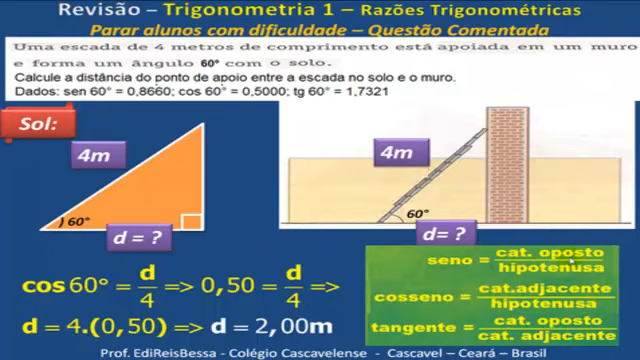 Revisão – Trigonometria 1 – Razões Trigonométricas
Parar alunos com dificuldade – Questão Comentada
Uma escada de 4 metros de comprimento está apoiada em um muro
e forma um ângulo 60° com o solo.
Calcule a distância do ponto de apoio entre a escada no solo e o muro.
Dados: sen 60° = 0,8660; cos 60° = 0,5000; tg 60° = 1,7321
Sol:
4m
) 60°
d = ?
4m
60°
d= ?
cos60° = d/4 => 0,50 = d/4 =>
d = 4.(0,50) => d = 2,00m
seno = cat. oposto/hipotenusa
cosseno = cat.adjacente/hipotenusa
tangente = cat. oposto/cat. adjacente
Prof. EdiReisBessa - Colégio Cascavelense - Cascavel – Ceará – Brasil